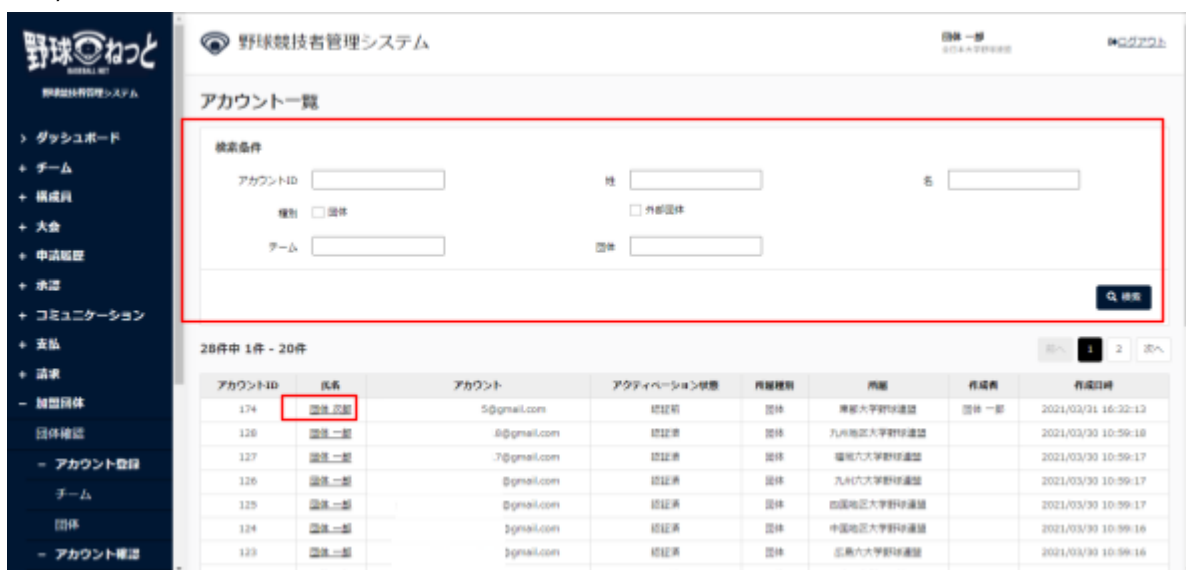 野球ねっと
BASEBALL NET
野球競技者管理システム
野球競技者管理システム
団体 一部
全日本大学野球連盟
ログアウト
> ダッシュボード
+ チーム
+ 構成員
+ 大会
+ 申請履歴
+ 承認
+ コミュニケーション
+ 支払
+ 請求
− 加盟団体
団体確認
− アカウント登録
チーム
団体
− アカウント確認
アカウント一覧
検索条件
アカウントID 姓 名
種別 団体 外部団体
チーム 団体
検索
28件中 1件 - 20件
前へ 1 2 次へ
アカウントID 氏名 アカウント アクティベーション状態 所属種別 所属 作成者 作成日時
174 団体 次郎 5@gmail.com 認証前 団体 東都大学野球連盟 団体 一郎 2021/03/31 16:32:13
128 団体 一郎 .8@gmail.com 認証済 団体 九州地区大学野球連盟 2021/03/30 10:59:18
127 団体 一郎 .7@gmail.com 認証済 団体 福岡六大学野球連盟 2021/03/30 10:59:17
126 団体 一郎 @gmail.com 認証済 団体 九州六大学野球連盟 2021/03/30 10:59:17
125 団体 一郎 @gmail.com 認証済 団体 四国地区大学野球連盟 2021/03/30 10:59:17
124 団体 一郎 @gmail.com 認証済 団体 中国地区大学野球連盟 2021/03/30 10:59:16
123 団体 一郎 @gmail.com 認証済 団体 広島六大学野球連盟 2021/03/30 10:59:16